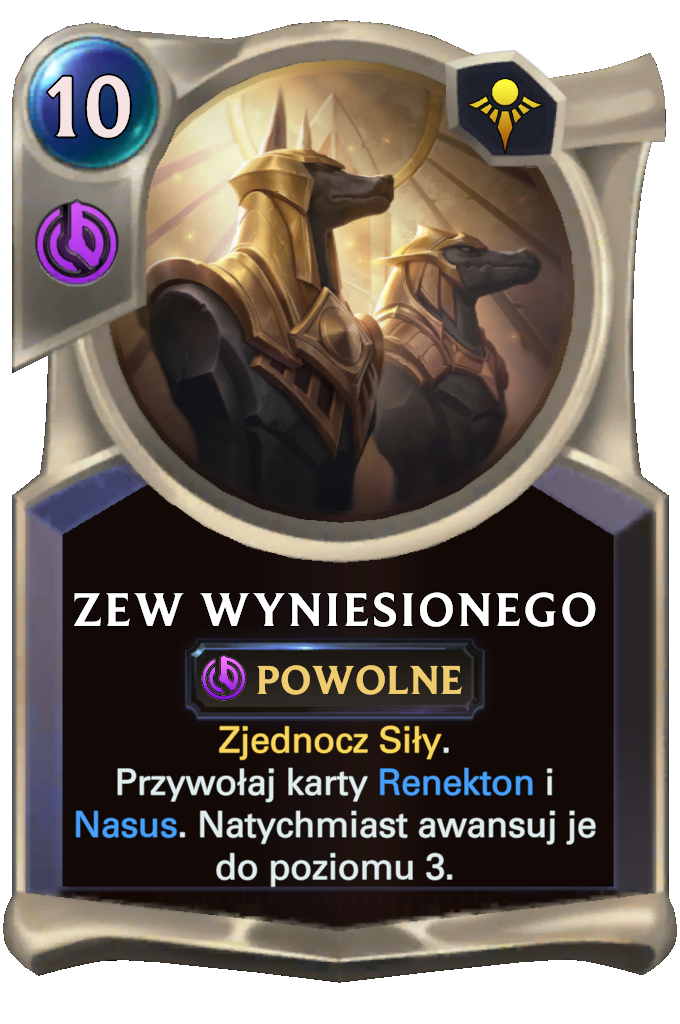 10
ZEW WYNIESIONEGO
POWOLNE
Zjednocz Siły.
Przywołaj karty Renekton i
Nasus. Natychmiast awansuj je
do poziomu 3.